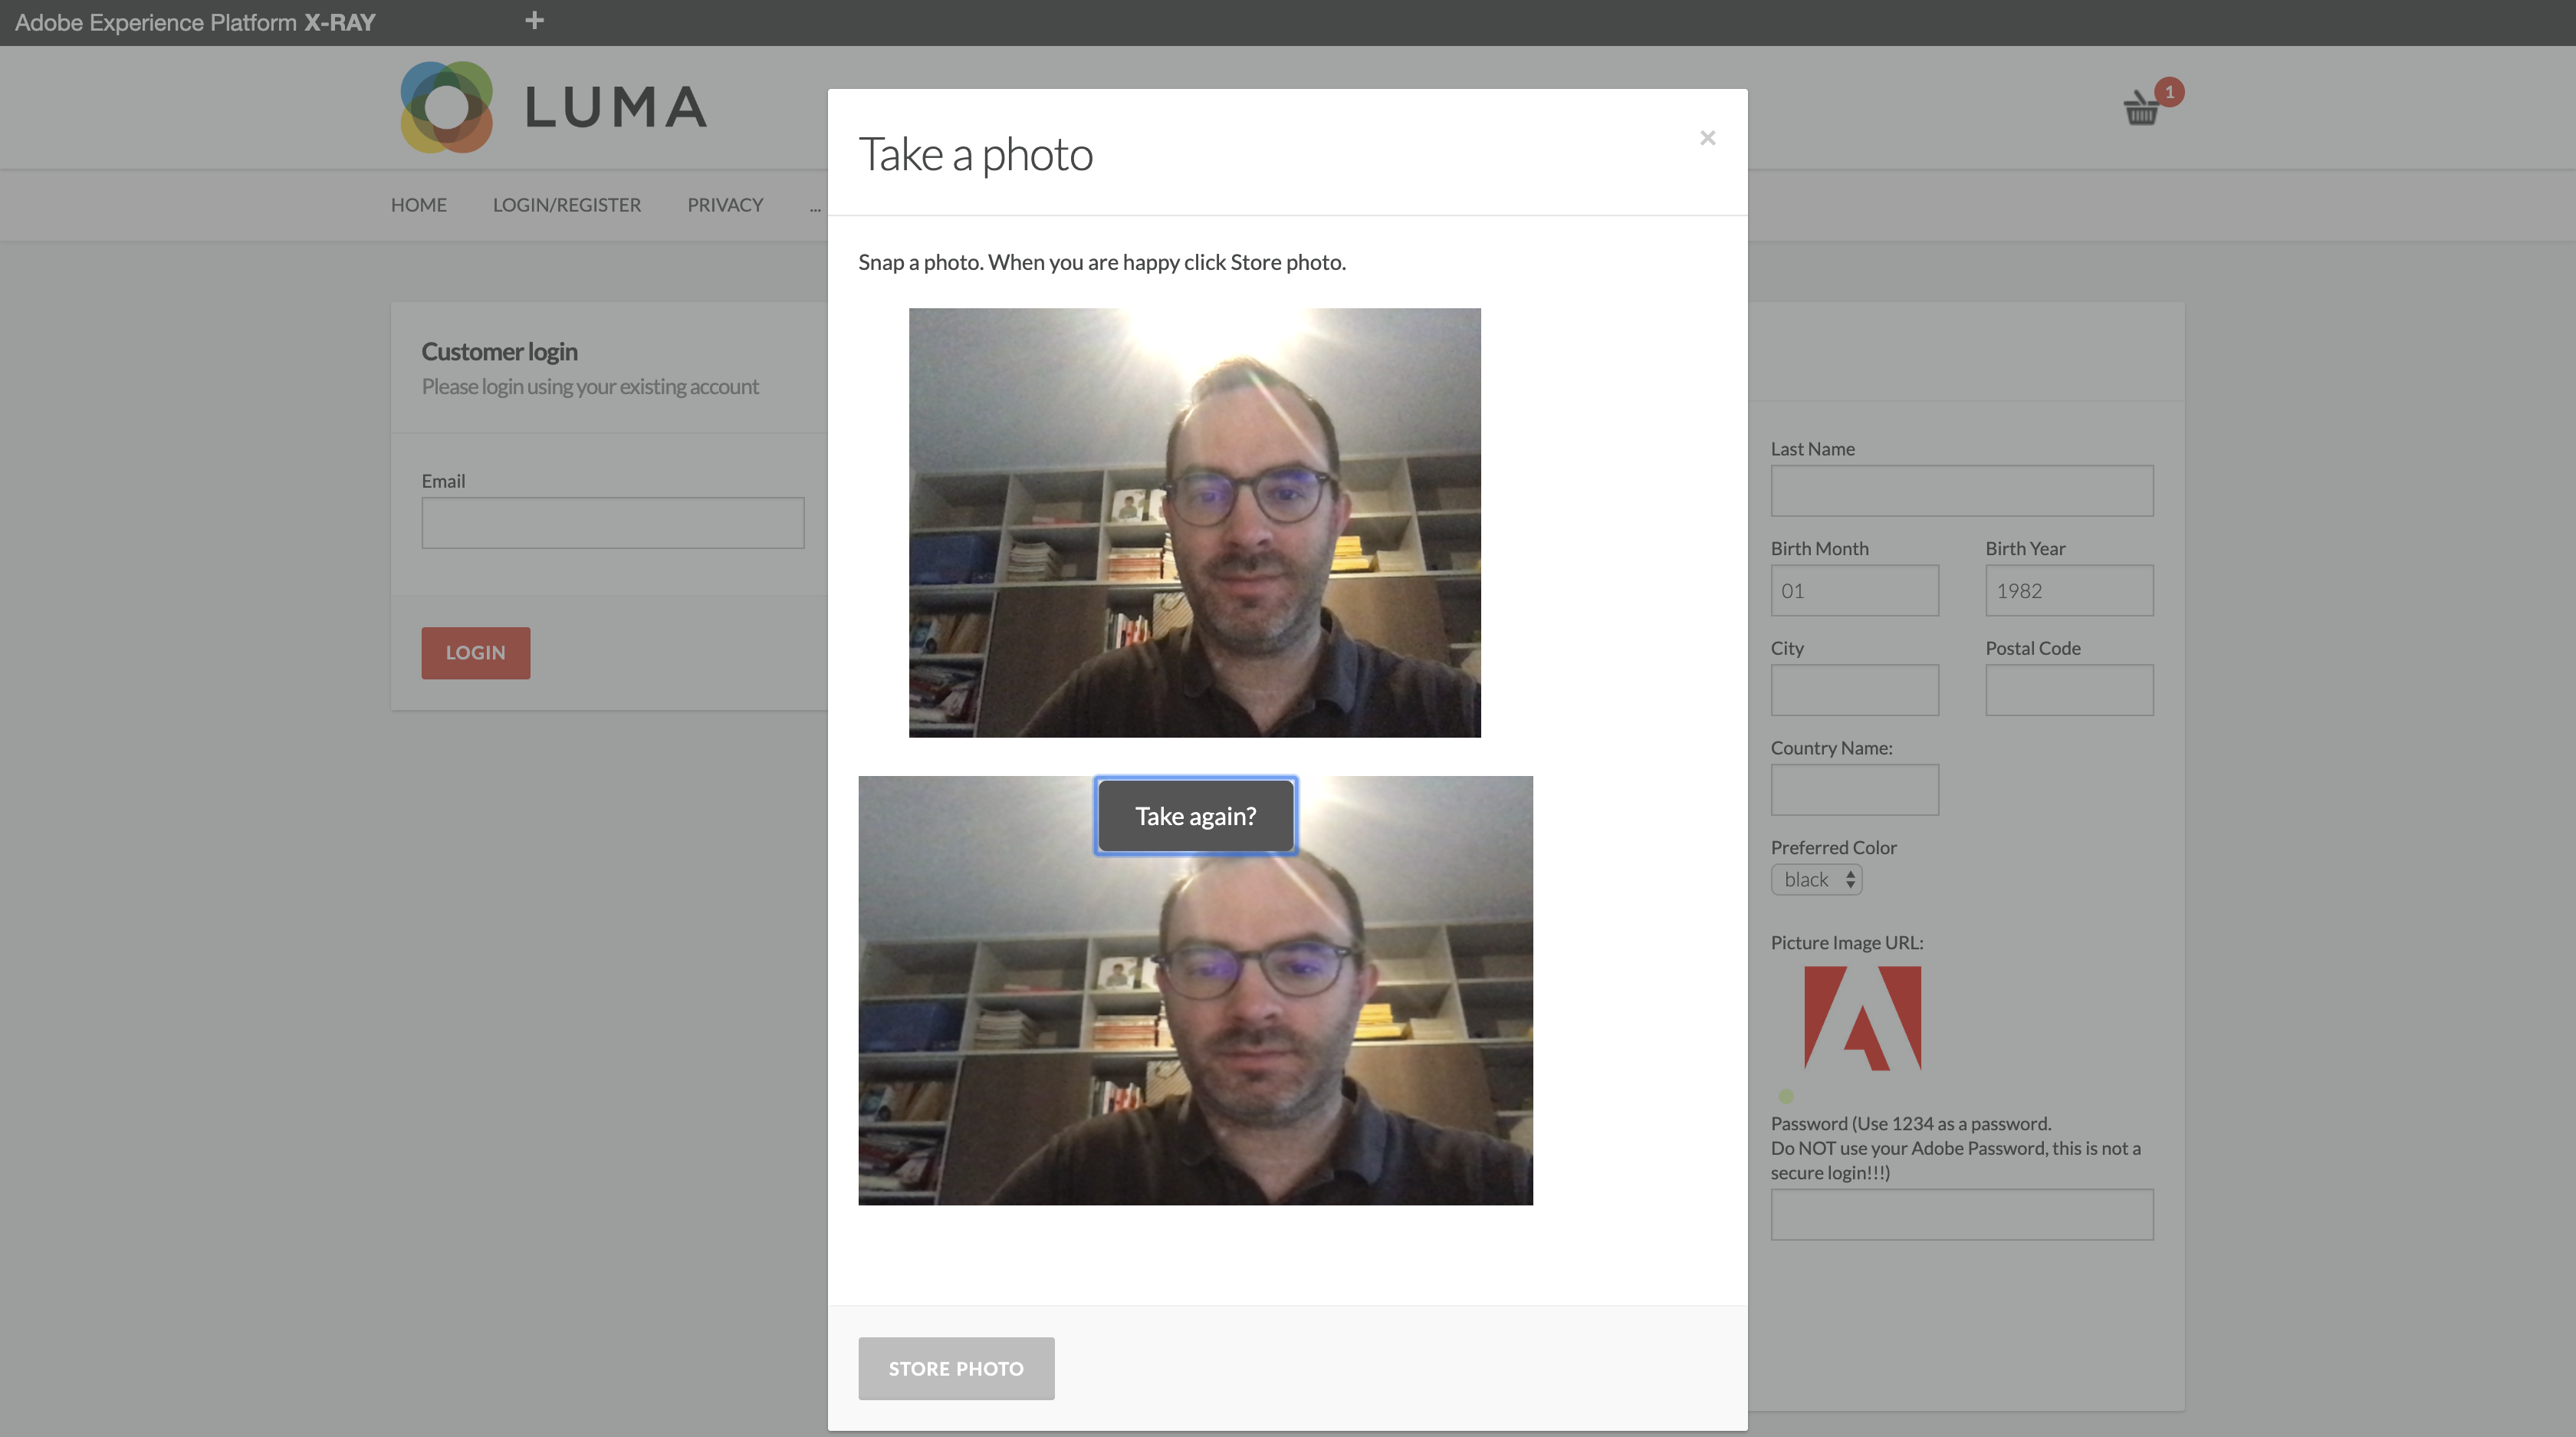 Adobe Experience Platform X-RAY
+
LUMA
1
HOME
LOGIN/REGISTER
PRIVACY
...
Customer login
Please login using your existing account
Email
LOGIN
Take a photo
×
Snap a photo. When you are happy click Store photo.
Take again?
STORE PHOTO
Last Name
Birth Month
Birth Year
01
1982
City
Postal Code
Country Name:
Preferred Color
black
Picture Image URL:
Password (Use 1234 as a password.
Do NOT use your Adobe Password, this is not a
secure login!!!)